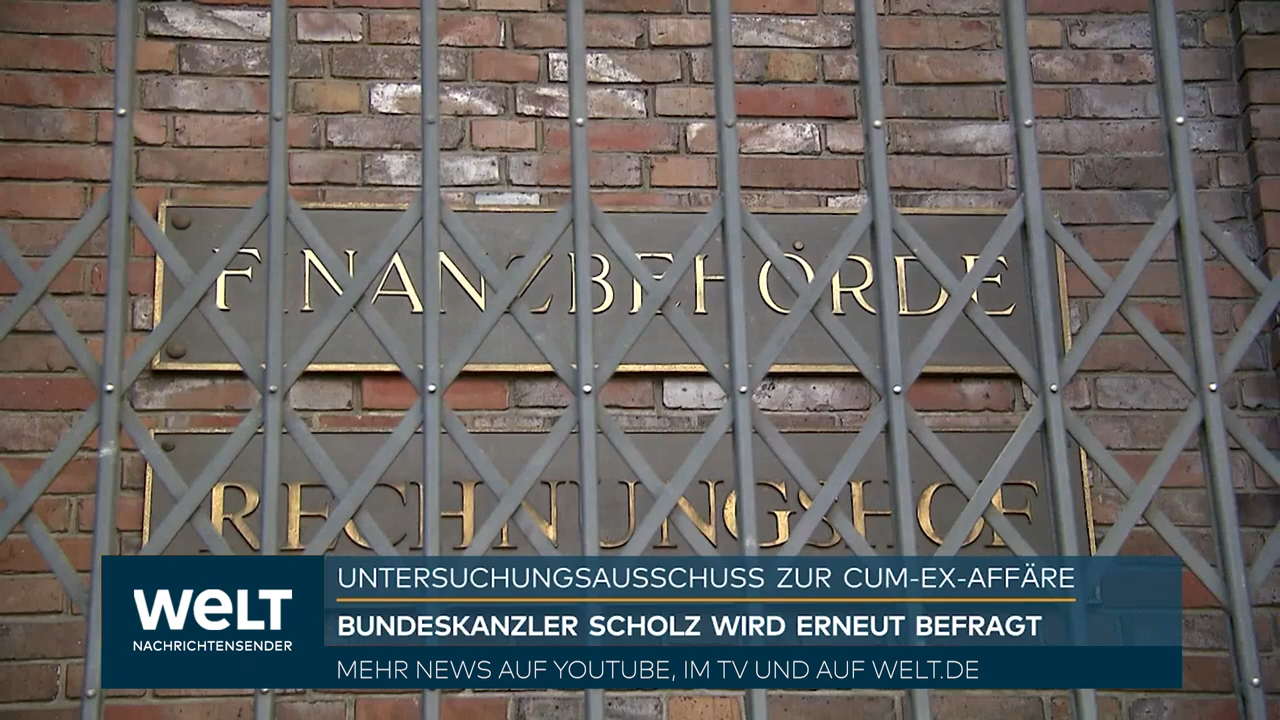 FINANZBEHÖRDE
RECHNUNGSHOF
welt
NACHRICHTENSENDER
UNTERSUCHUNGSAUSSCHUSS ZUR CUM-EX-AFFÄRE
BUNDESKANZLER SCHOLZ WIRD ERNEUT BEFRAGT
MEHR NEWS AUF YOUTUBE, IM TV UND AUF WELT.DE